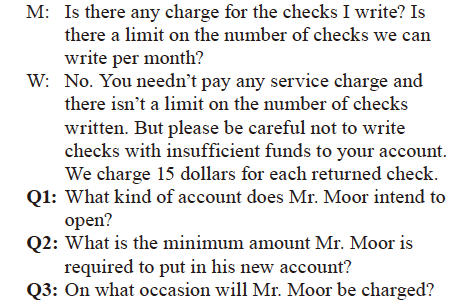 M: Is there any charge for the checks I write? Is
there a limit on the number of checks we can
write per month?
W: No. You needn’t pay any service charge and
there isn’t a limit on the number of checks
written. But please be careful not to write
checks with insufficient funds to your account.
We charge 15 dollars for each returned check.
Q1: What kind of account does Mr. Moor intend to
open?
Q2: What is the minimum amount Mr. Moor is
required to put in his new account?
Q3: On what occasion will Mr. Moor be charged?